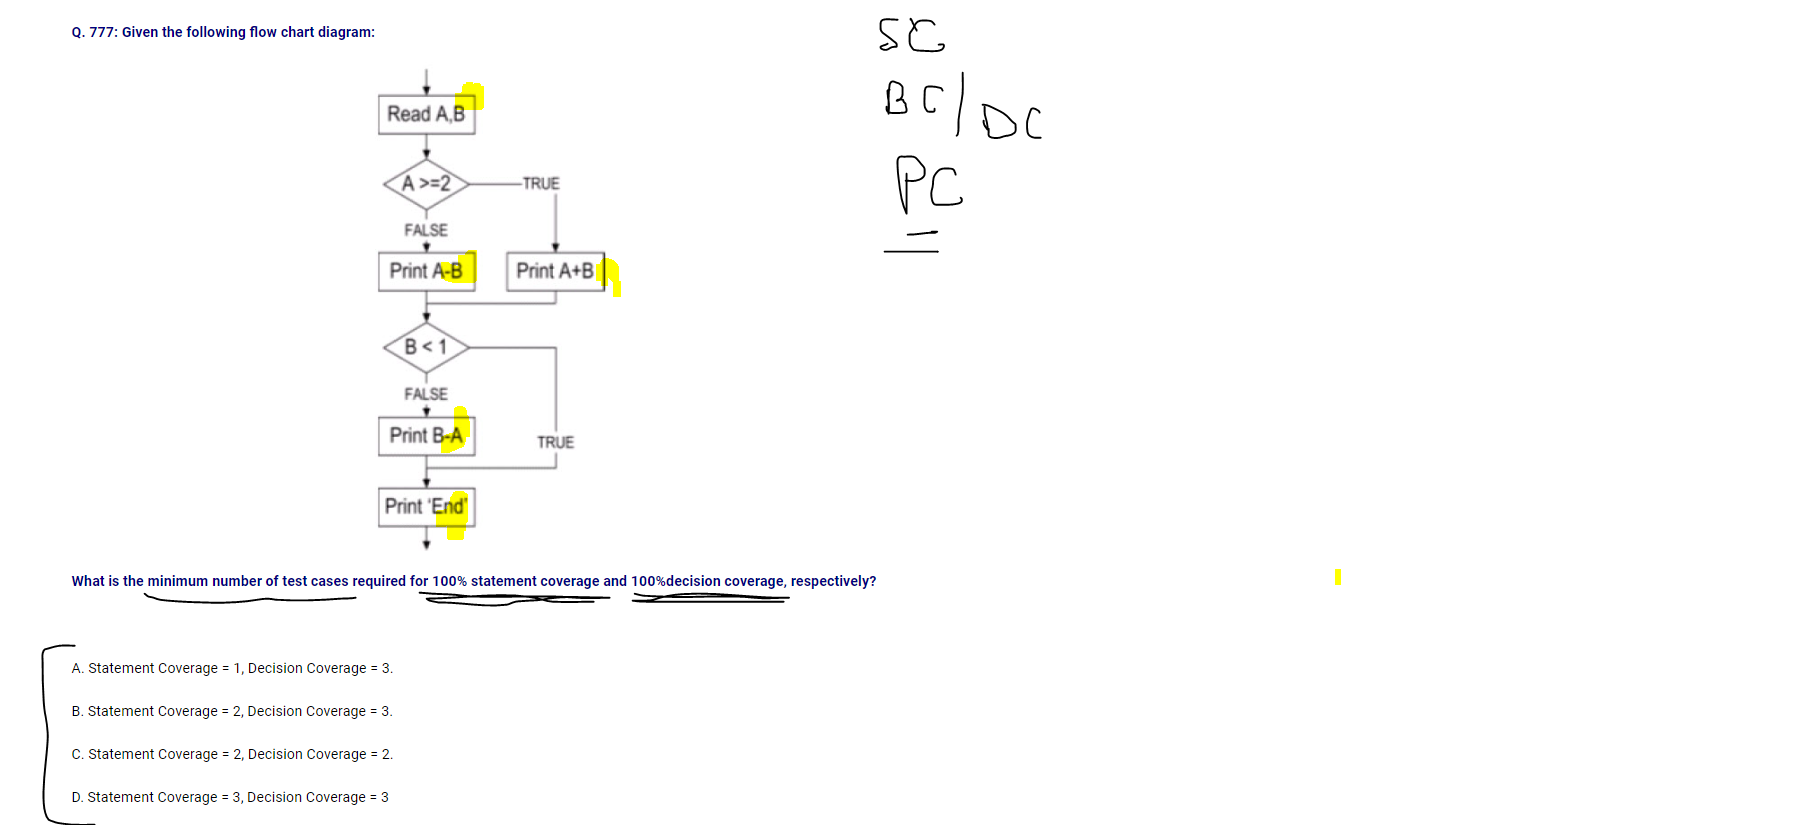 Q. 777: Given the following flow chart diagram:
SC
BC/DC
PC
Read A,B
A >=2
TRUE
FALSE
Print A-B
Print A+B
B < 1
FALSE
Print B-A
TRUE
Print 'End'
What is the minimum number of test cases required for 100% statement coverage and 100%decision coverage, respectively?
A. Statement Coverage = 1, Decision Coverage = 3.
B. Statement Coverage = 2, Decision Coverage = 3.
C. Statement Coverage = 2, Decision Coverage = 2.
D. Statement Coverage = 3, Decision Coverage = 3